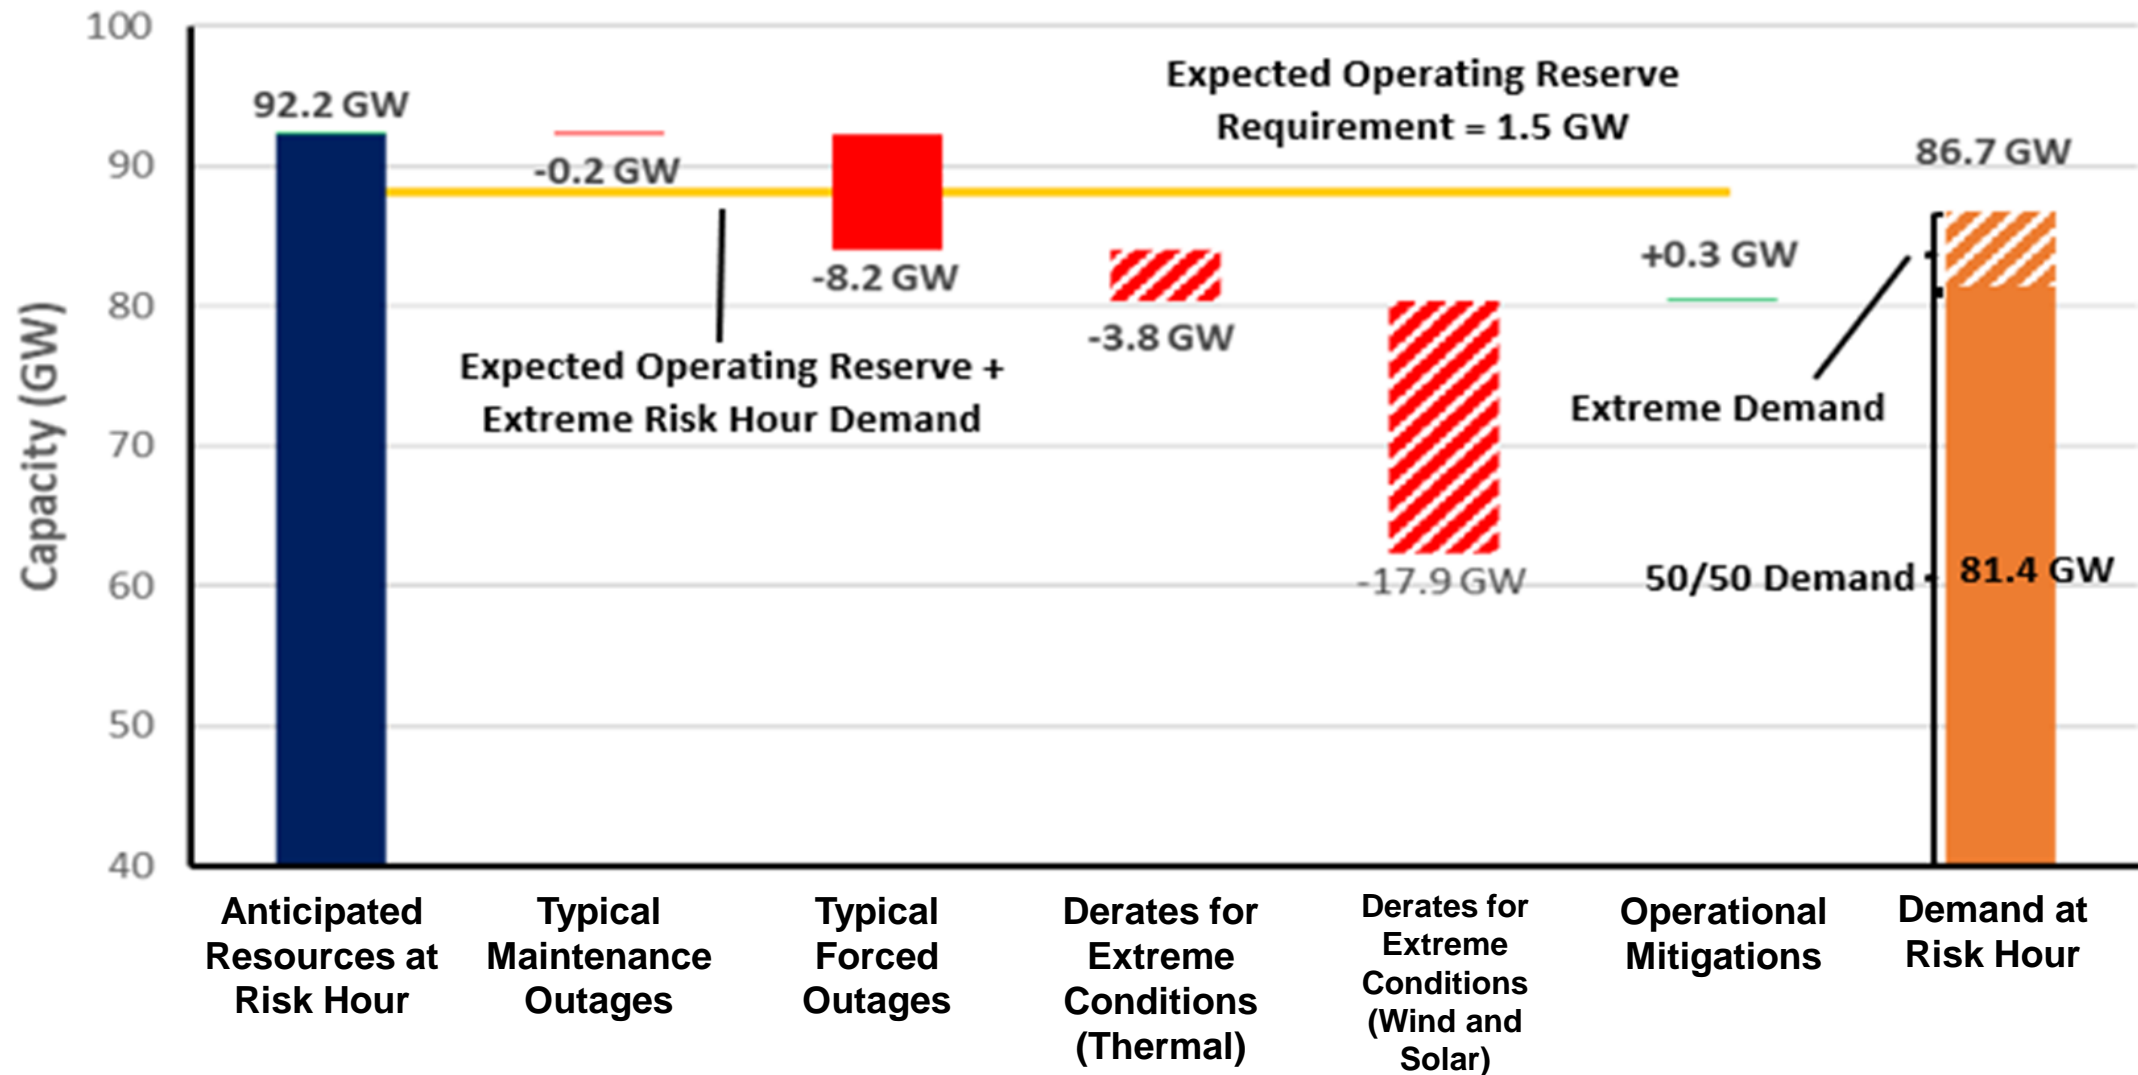 100
90
80
70
60
50
40
Capacity (GW)
92.2 GW
-0.2 GW
-8.2 GW
-3.8 GW
-17.9 GW
+0.3 GW
86.7 GW
81.4 GW
Expected Operating Reserve
Requirement = 1.5 GW
Expected Operating Reserve +
Extreme Risk Hour Demand
Extreme Demand
50/50 Demand
Anticipated
Resources at
Risk Hour
Typical
Maintenance
Outages
Typical
Forced
Outages
Derates for
Extreme
Conditions
(Thermal)
Derates for
Extreme
Conditions
(Wind and
Solar)
Operational
Mitigations
Demand at
Risk Hour